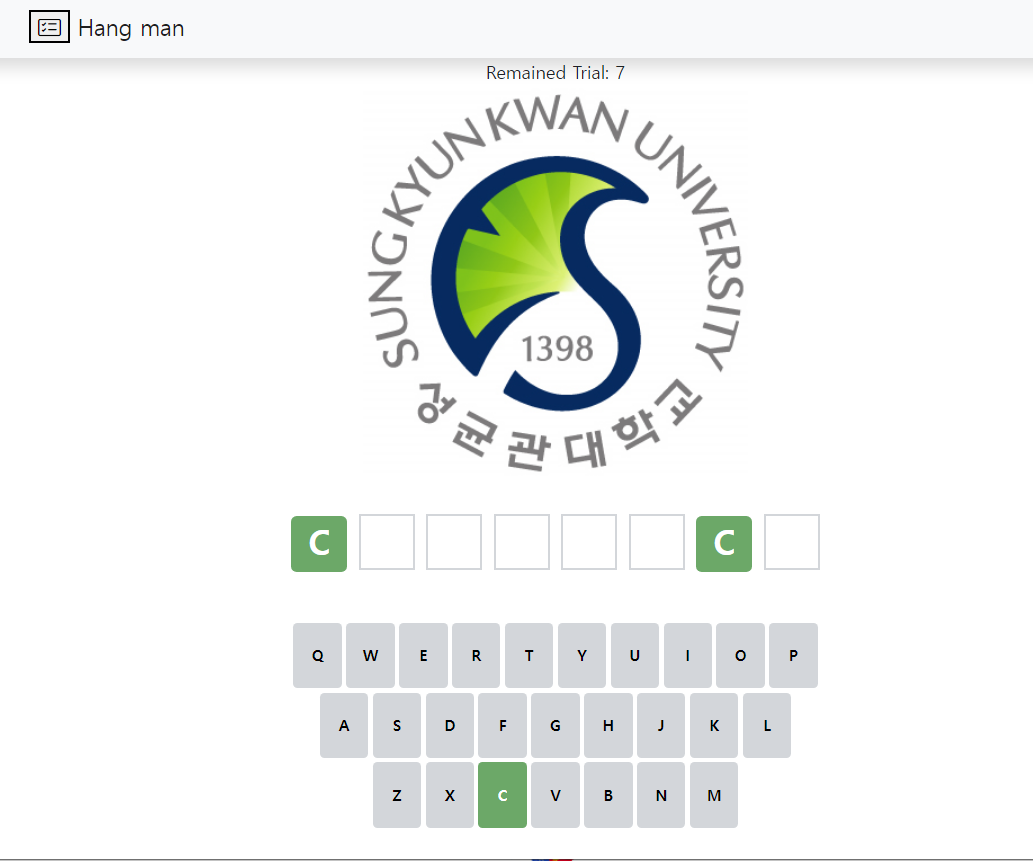 Hang man
Remained Trial: 7
SUNGKYUNKWAN UNIVERSITY
1398
성균관대학교
C C
Q W E R T Y U I O P
A S D F G H J K L
Z X C V B N M